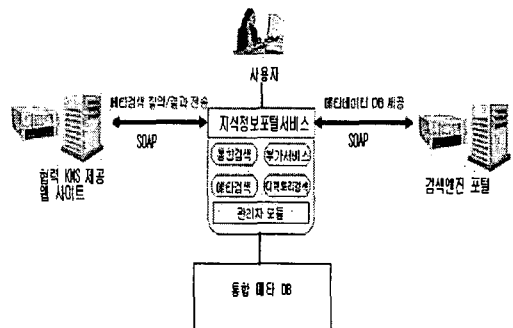 사용자
메타검색 질의/결과 전송
SOAP
지식정보포털서비스
메타데이터 DB 제공
SOAP
통합검색
부가서비스
메타검색
디렉토리검색
관리자 모듈
협력 KMS 제공
사이트
검색엔진 포털
통합 메타 DB